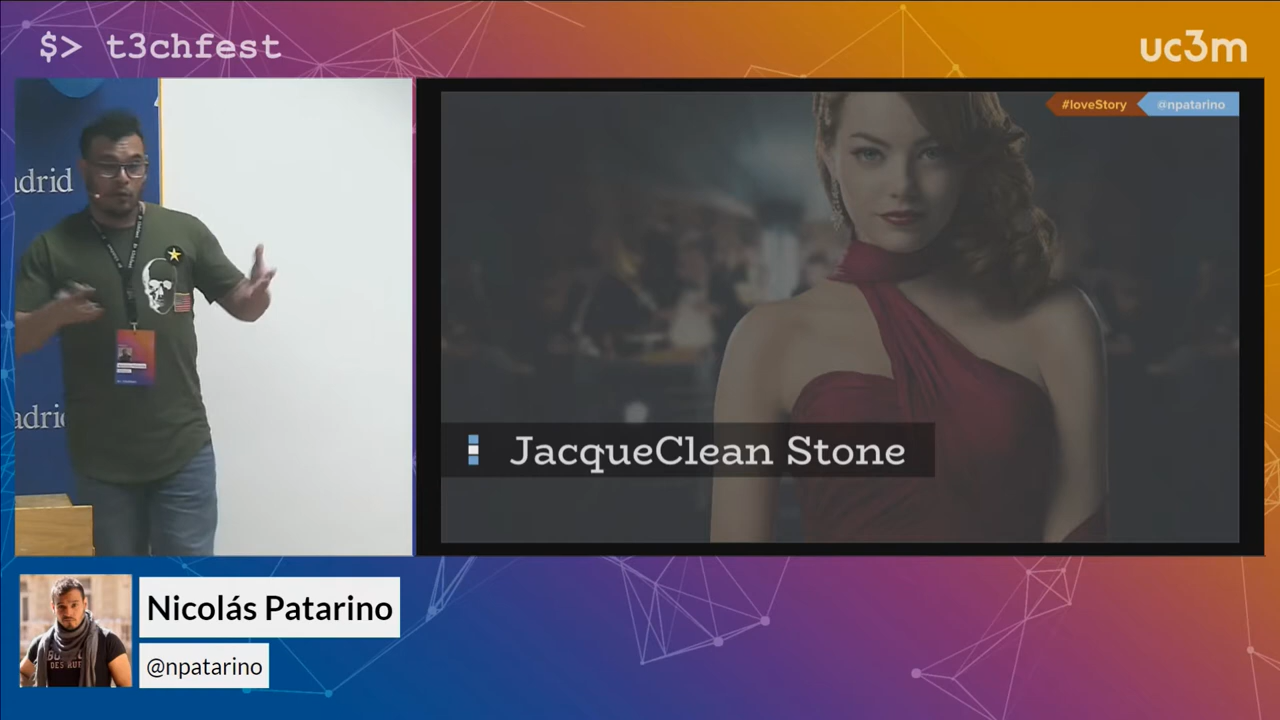 $> t3chfest
uc3m
adrid
adrid
#loveStory
@npatarino
JacqueClean Stone
Nicolás Patarino
@npatarino